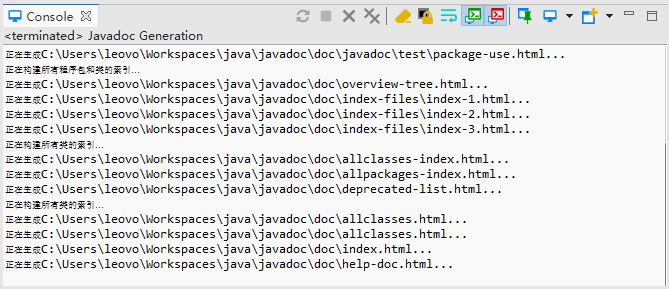 Console
<terminated> Javadoc Generation
正在生成C:\Users\leovo\Workspaces\java\javadoc\doc\javadoc\test\package-use.html...
正在构建所有程序包和类的索引...
正在生成C:\Users\leovo\Workspaces\java\javadoc\doc\overview-tree.html...
正在生成C:\Users\leovo\Workspaces\java\javadoc\doc\index-files\index-1.html...
正在生成C:\Users\leovo\Workspaces\java\javadoc\doc\index-files\index-2.html...
正在生成C:\Users\leovo\Workspaces\java\javadoc\doc\index-files\index-3.html...
正在构建所有类的索引...
正在生成C:\Users\leovo\Workspaces\java\javadoc\doc\allclasses-index.html...
正在生成C:\Users\leovo\Workspaces\java\javadoc\doc\allpackages-index.html...
正在生成C:\Users\leovo\Workspaces\java\javadoc\doc\deprecated-list.html...
正在构建所有类的索引...
正在生成C:\Users\leovo\Workspaces\java\javadoc\doc\allclasses.html...
正在生成C:\Users\leovo\Workspaces\java\javadoc\doc\allclasses.html...
正在生成C:\Users\leovo\Workspaces\java\javadoc\doc\index.html...
正在生成C:\Users\leovo\Workspaces\java\javadoc\doc\help-doc.html...